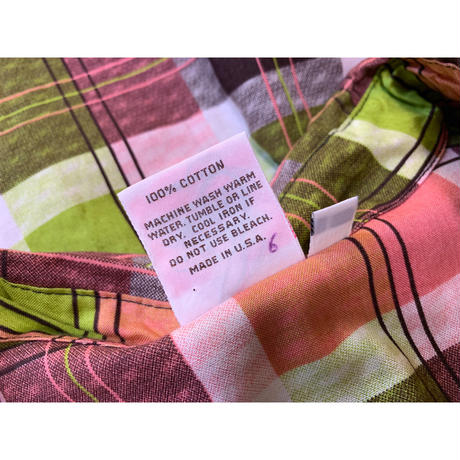 100% COTTON
MACHINE WASH WARM
WATER. TUMBLE OR LINE
DRY. COOL IRON IF
NECESSARY.
DO NOT USE BLEACH.
MADE IN U.S.A. 6